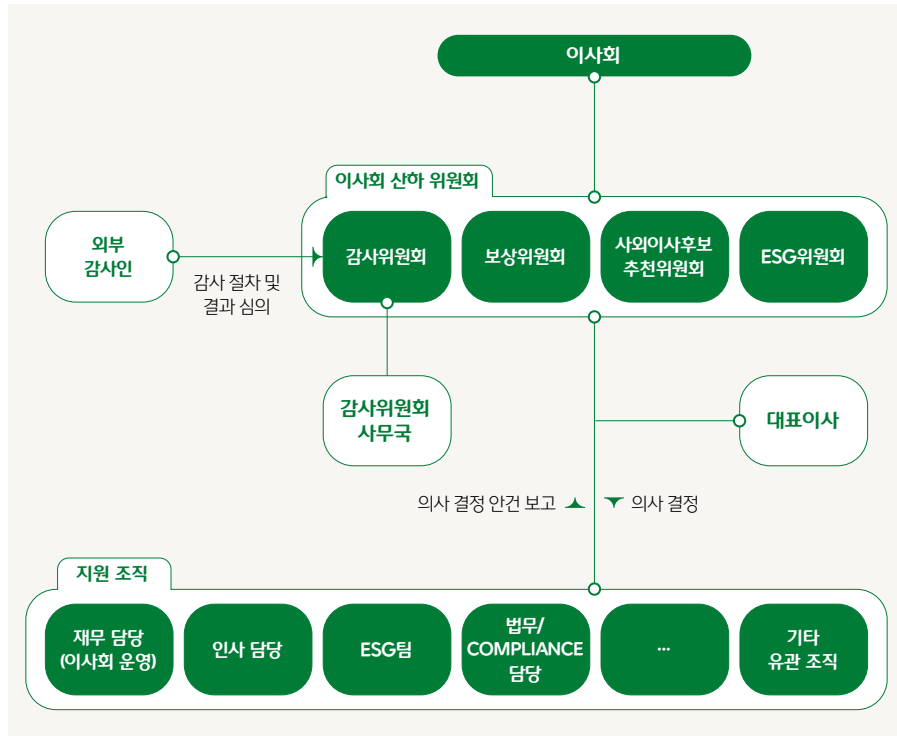 이사회
이사회 산하 위원회
외부
감사인
감사 절차 및
결과 심의
감사위원회
보상위원회
사외이사후보
추천위원회
ESG위원회
감사위원회
사무국
대표이사
의사 결정 안건 보고
의사 결정
지원 조직
재무 담당
(이사회 운영)
인사 담당
ESG팀
법무/
COMPLIANCE
담당
...
기타
유관 조직